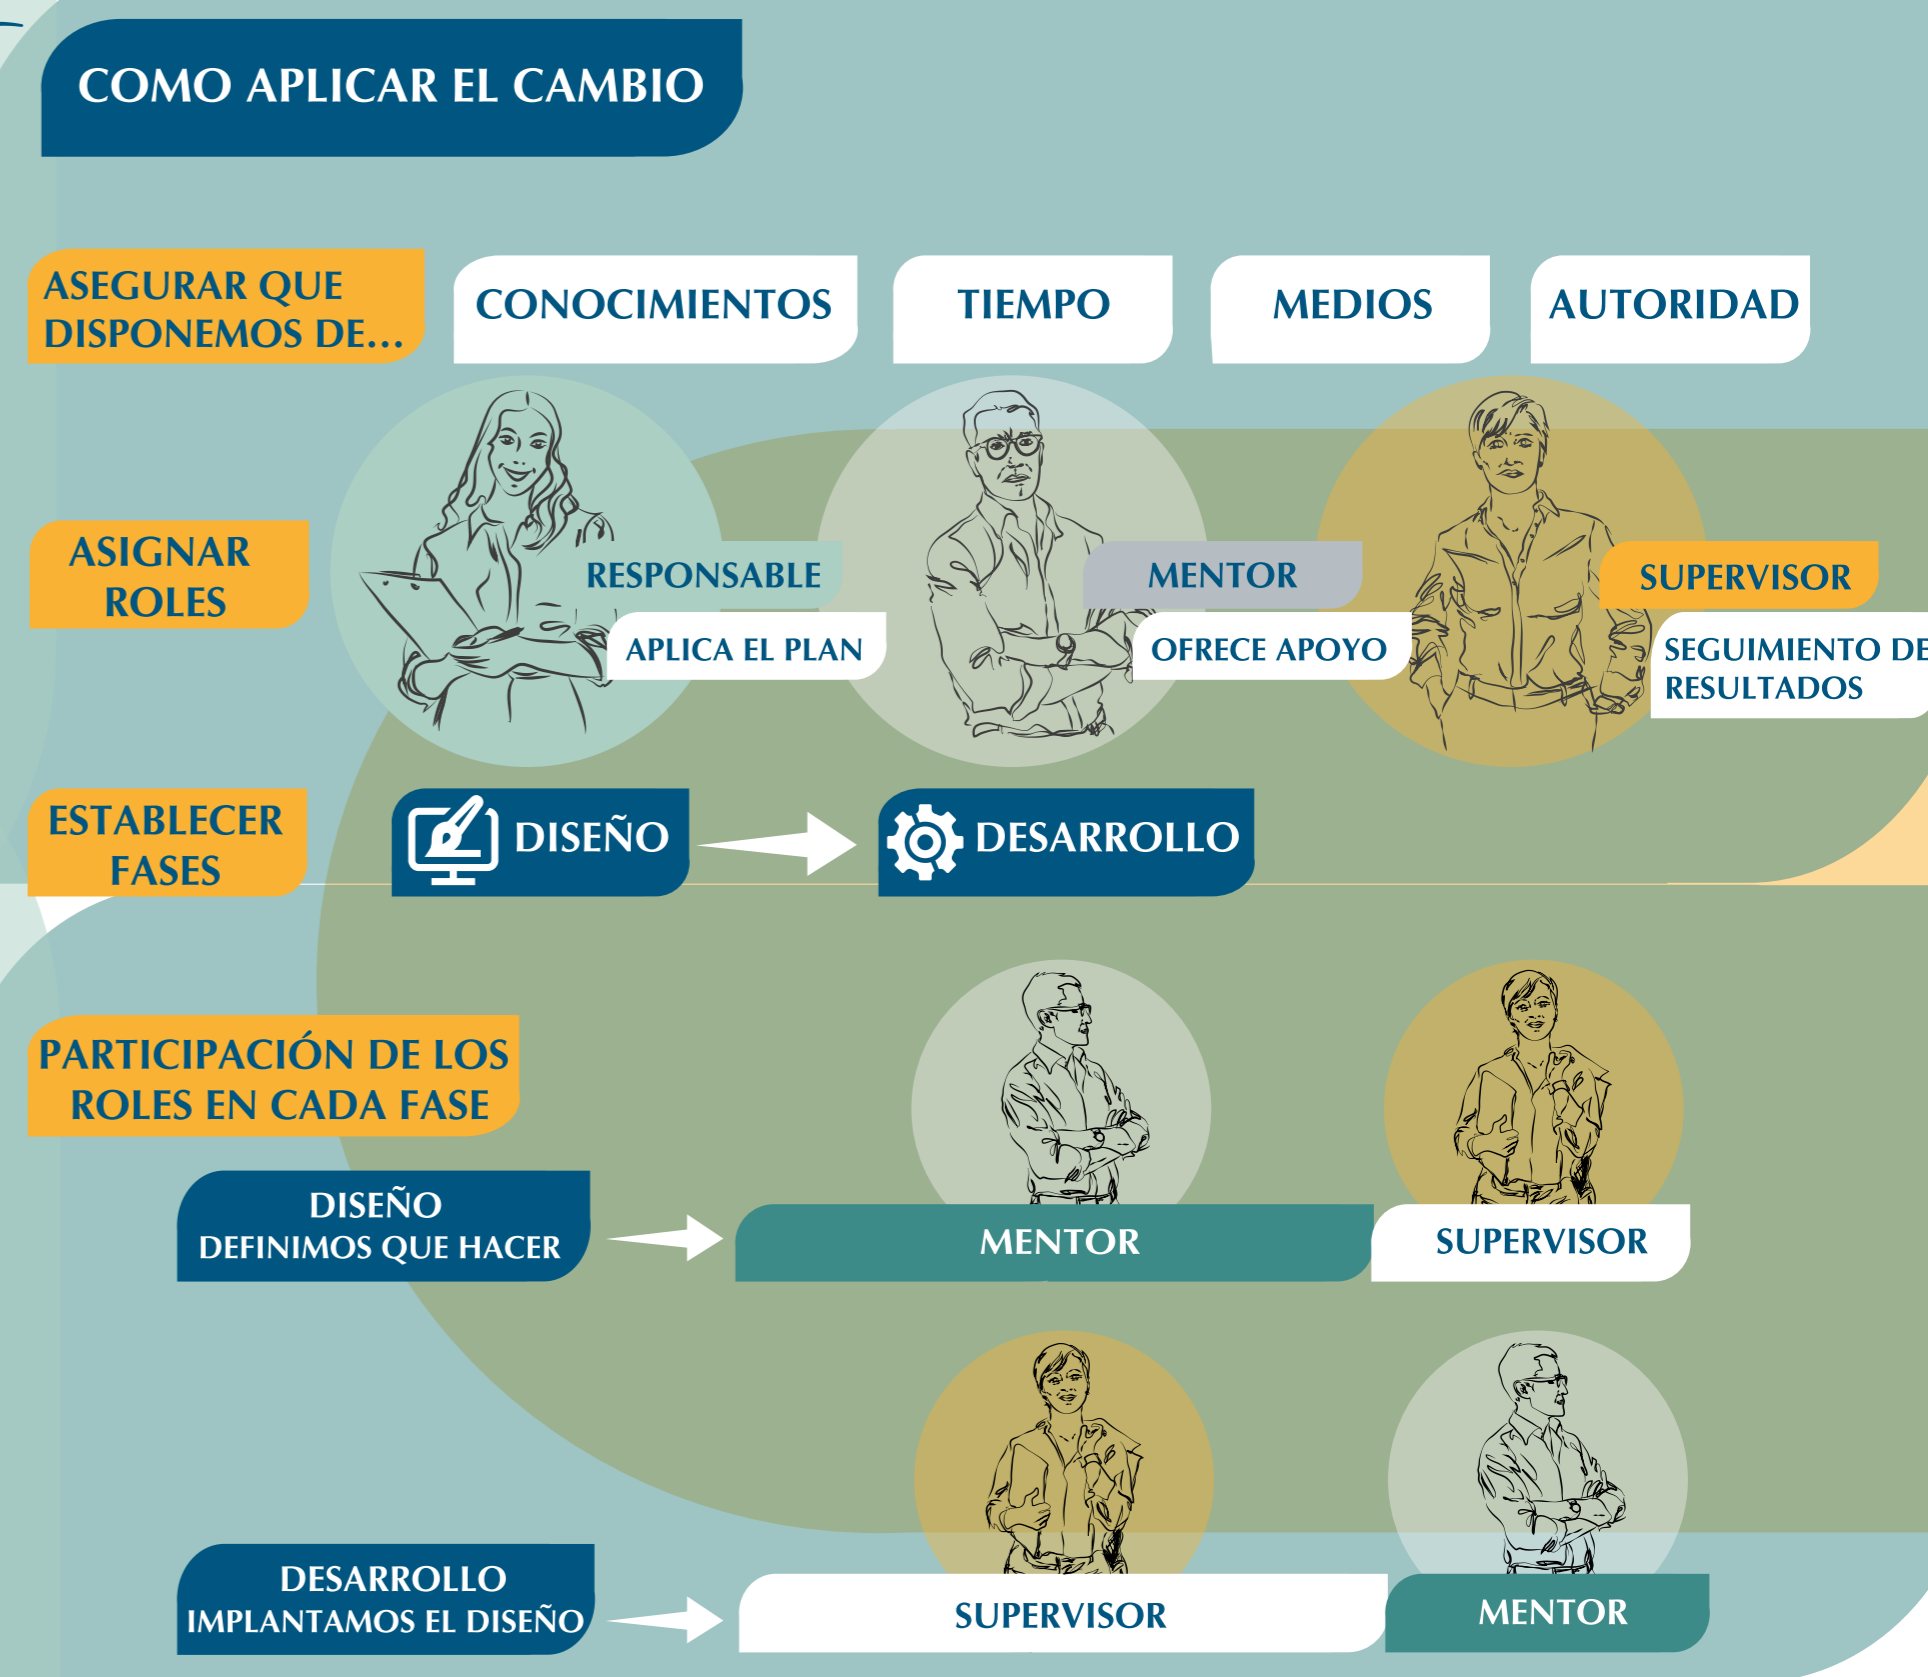 COMO APLICAR EL CAMBIO
ASEGURAR QUE
DISPONEMOS DE...
CONOCIMIENTOS
TIEMPO
MEDIOS
AUTORIDAD
ASIGNAR
ROLES
RESPONSABLE
APLICA EL PLAN
MENTOR
OFRECE APOYO
SUPERVISOR
SEGUIMIENTO DE
RESULTADOS
ESTABLECER
FASES
DISEÑO
DESARROLLO
PARTICIPACIÓN DE LOS
ROLES EN CADA FASE
DISEÑO
DEFINIMOS QUE HACER
MENTOR
SUPERVISOR
DESARROLLO
IMPLANTAMOS EL DISEÑO
SUPERVISOR
MENTOR